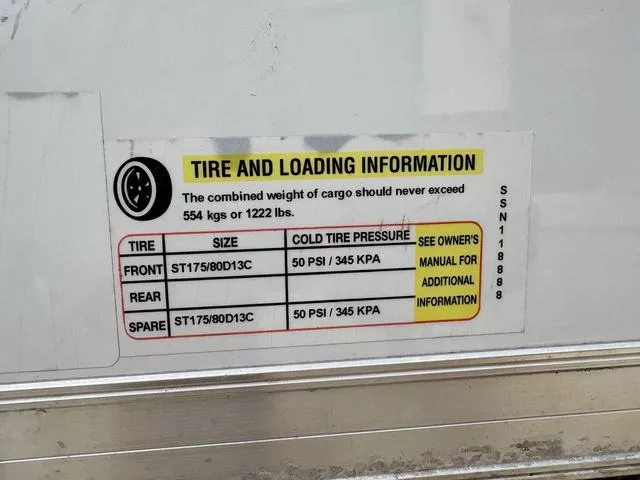 TIRE AND LOADING INFORMATION
The combined weight of cargo should never exceed
554 kgs or 1222 lbs.
TIRE SIZE COLD TIRE PRESSURE
FRONT ST175/80D13C 50 PSI / 345 KPA
REAR
SPARE ST175/80D13C 50 PSI / 345 KPA
SEE OWNER'S
MANUAL FOR
ADDITIONAL
INFORMATION
SSN118888